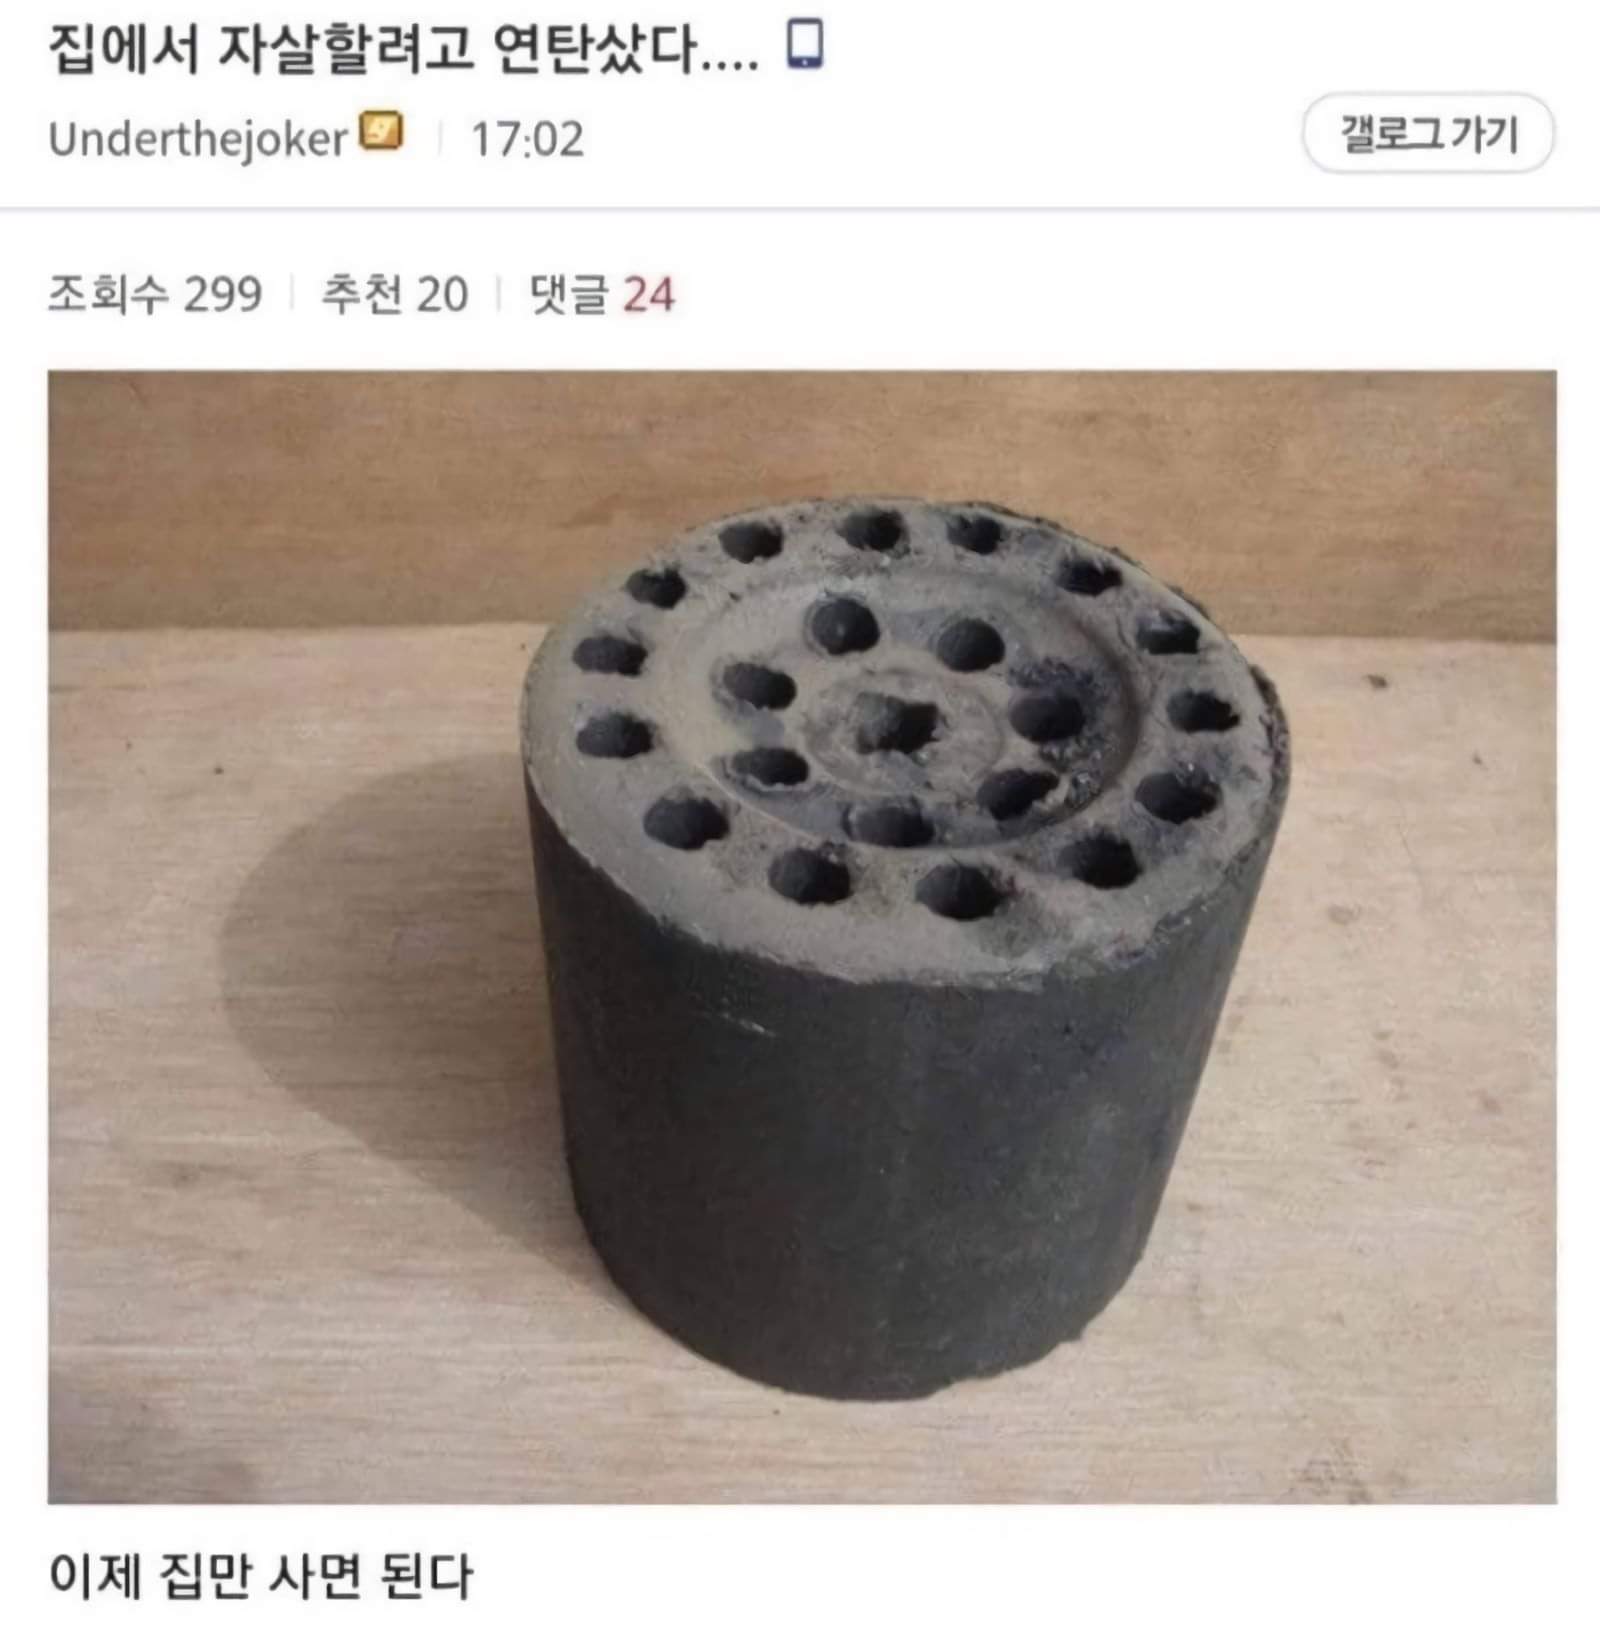 집에서 자살할려고 연탄샀다....
Underthejoker 17:02
갤로그 가기
조회수 299 추천 20 댓글 24
이제 집만 사면 된다